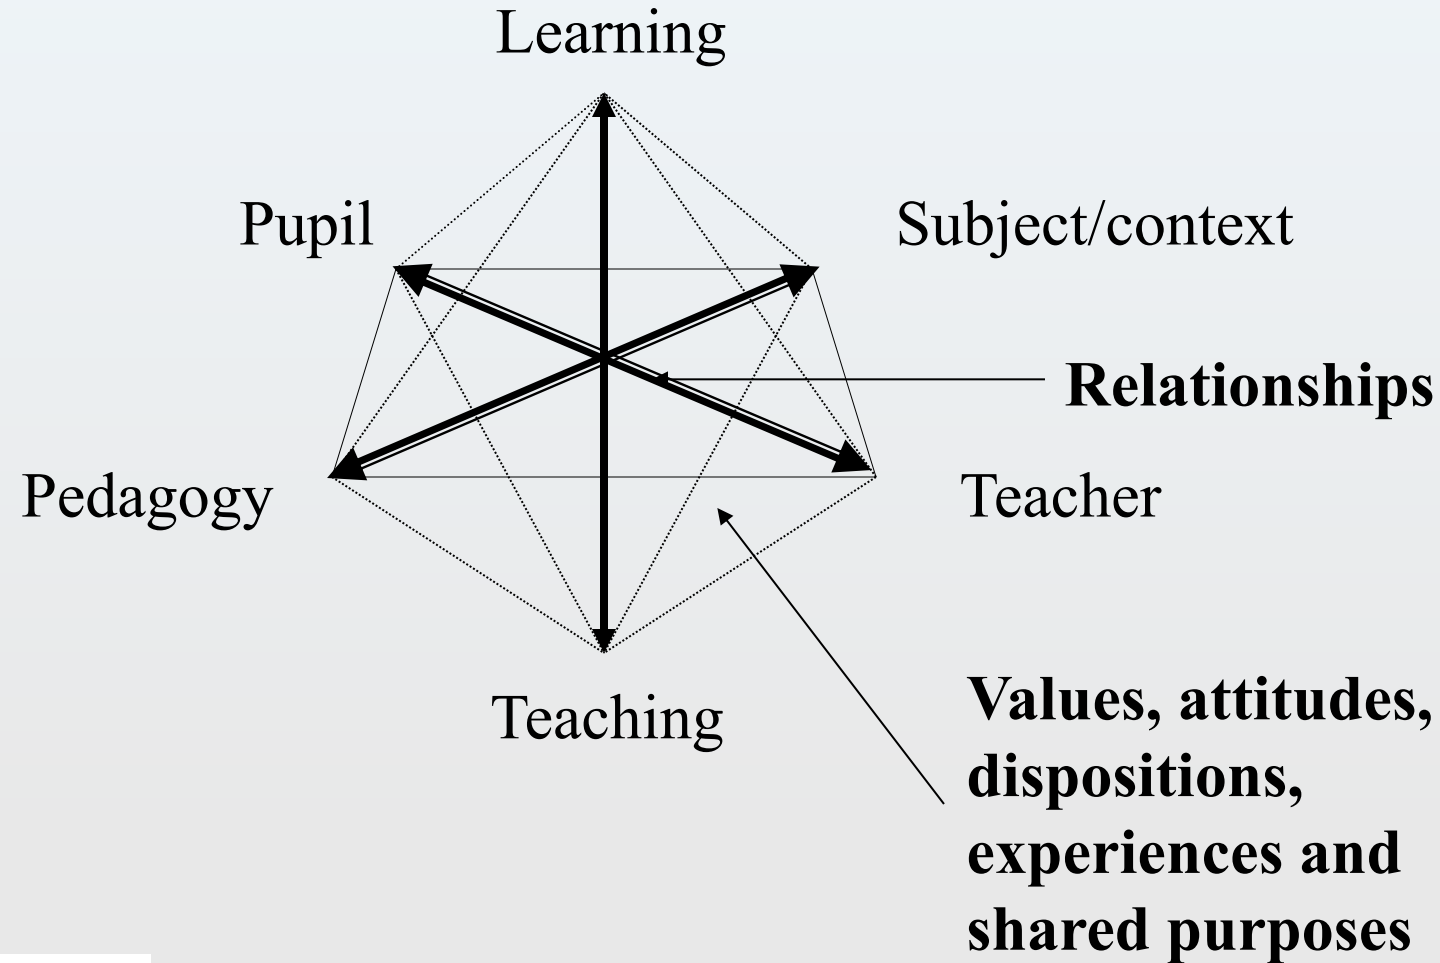 Learning
Pupil
Subject/context
Relationships
Pedagogy
Teacher
Teaching
Values, attitudes,
dispositions,
experiences and
shared purposes